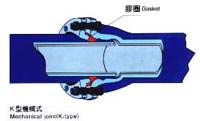 膠圈 Gasket
K型機械式
Mechanical joint(K-type)